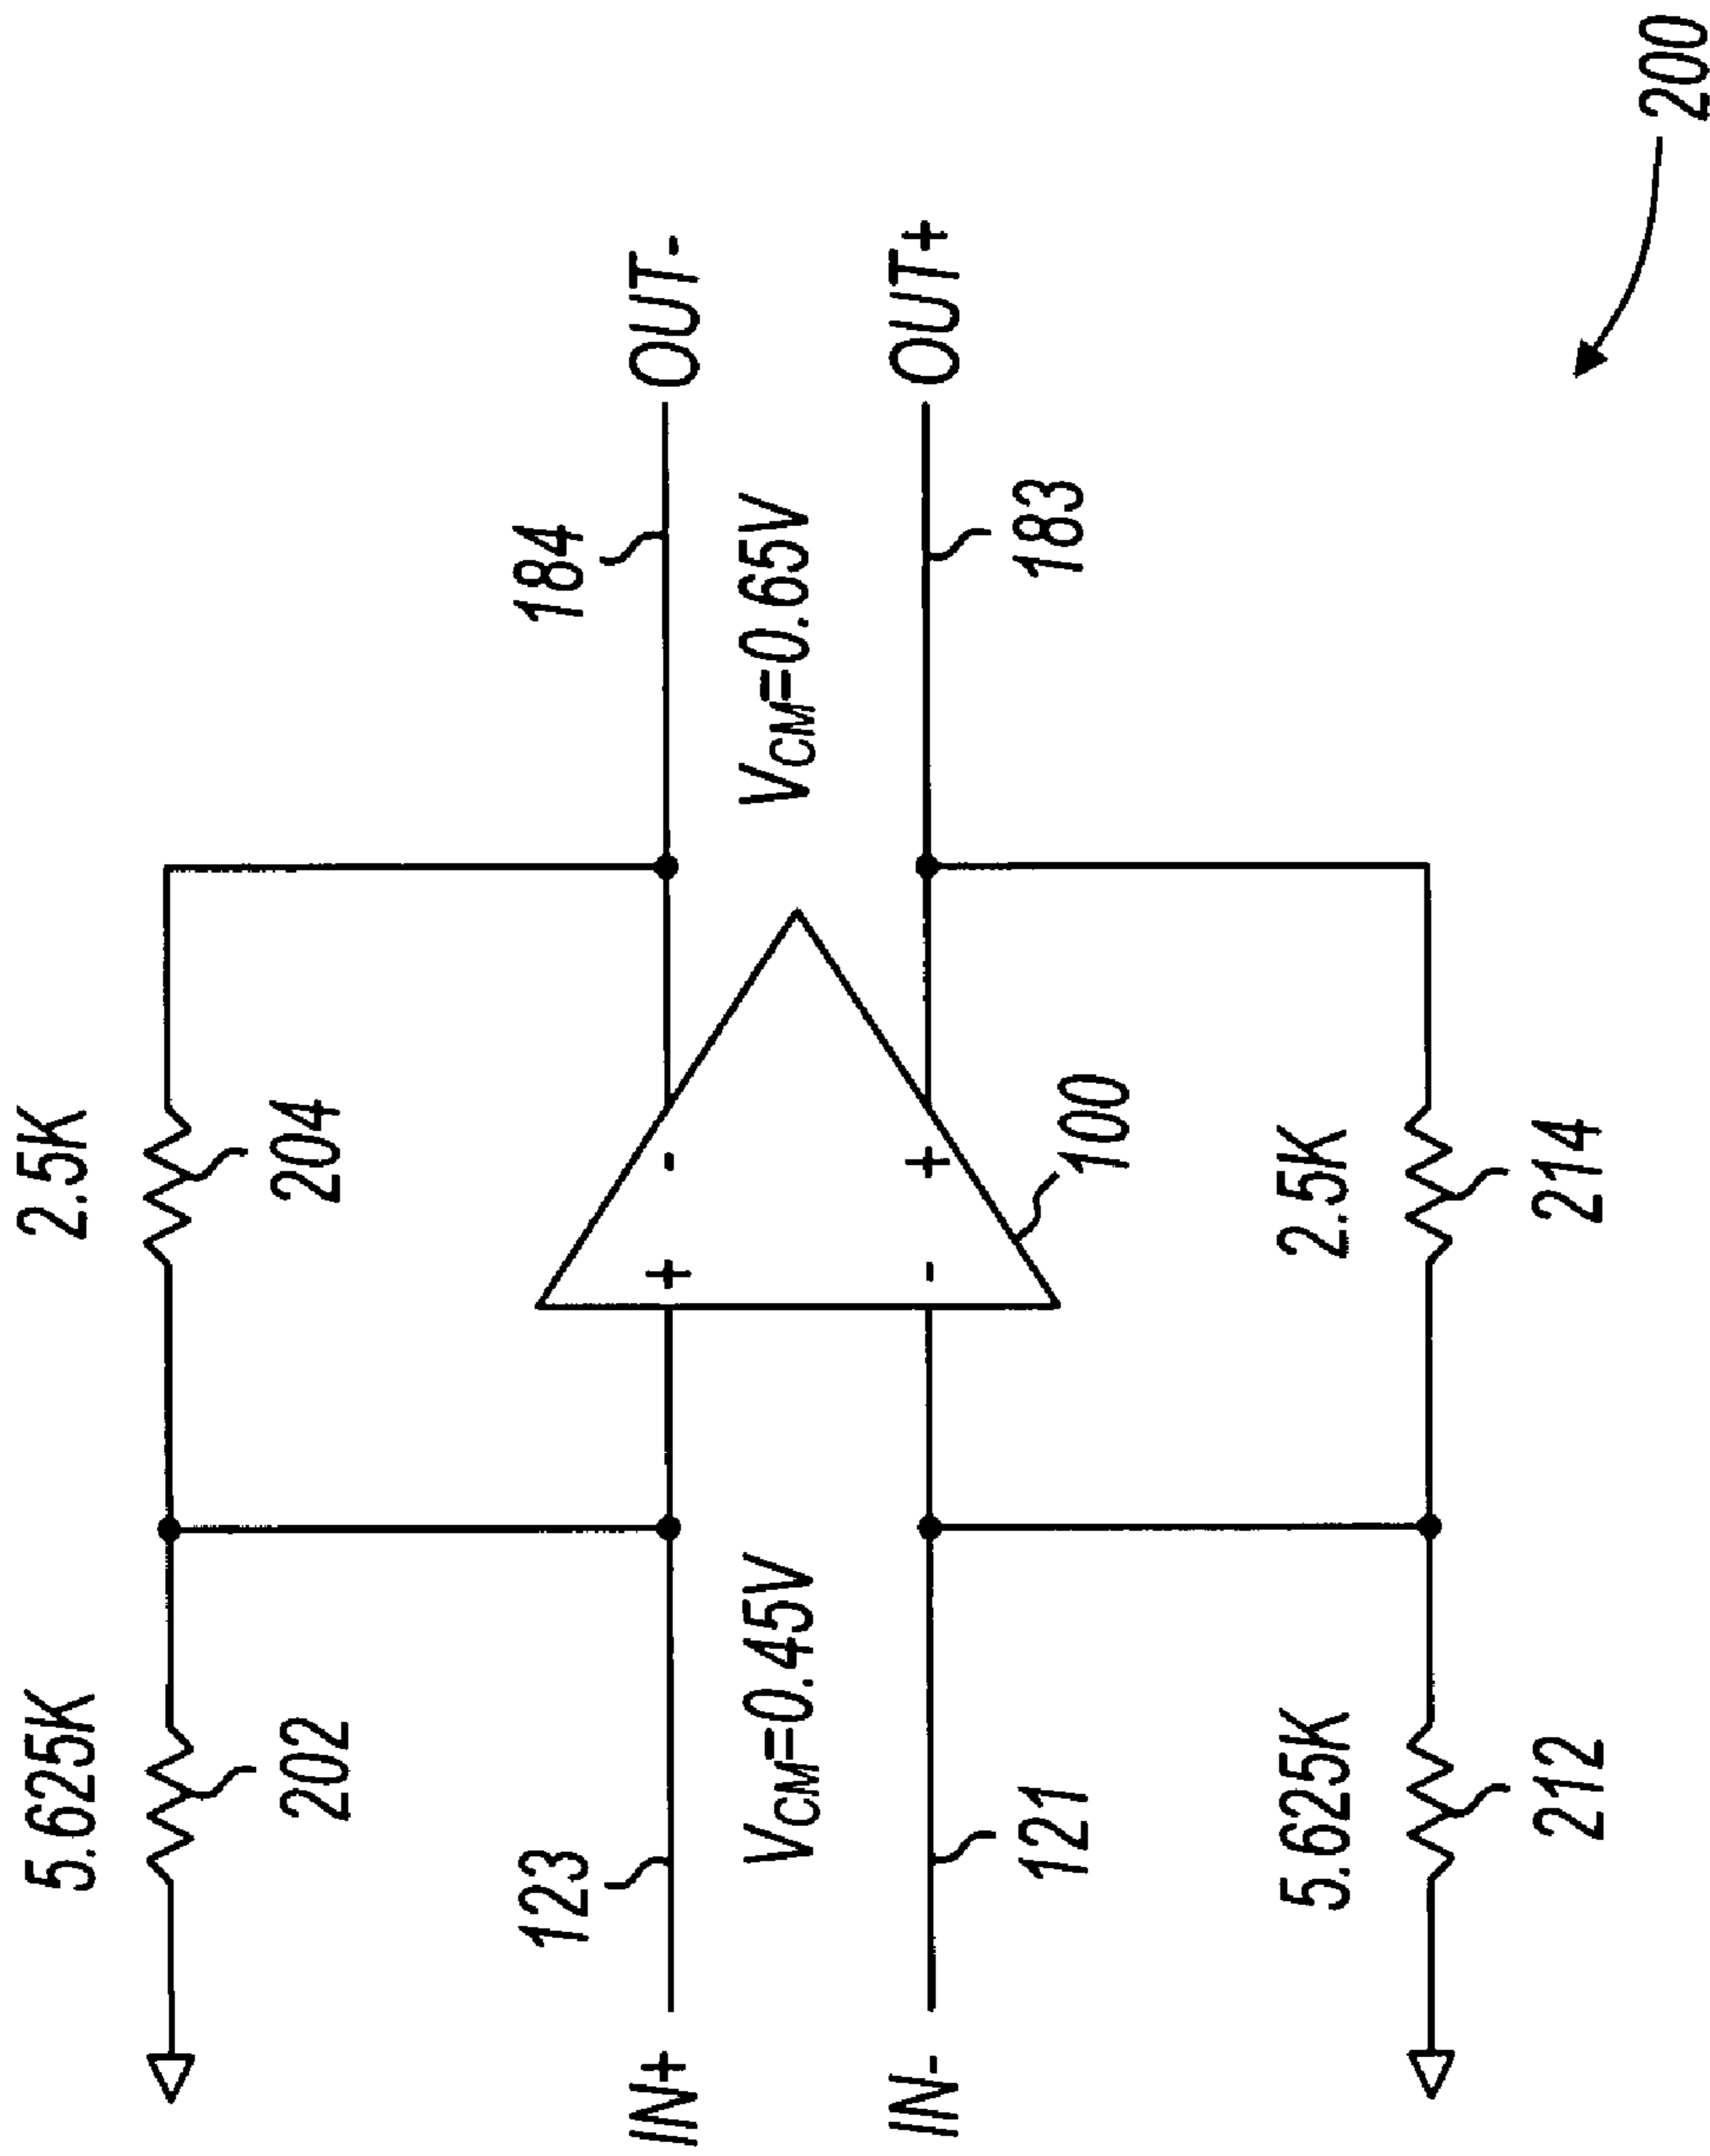 200
2.5K
5.625K
204
202
184
OUT-
123
IN+
+
-
VCM=0.65V
VCM=0.45V
OUT+
183
-
+
100
121
IN-
2.5K
5.625K
214
212